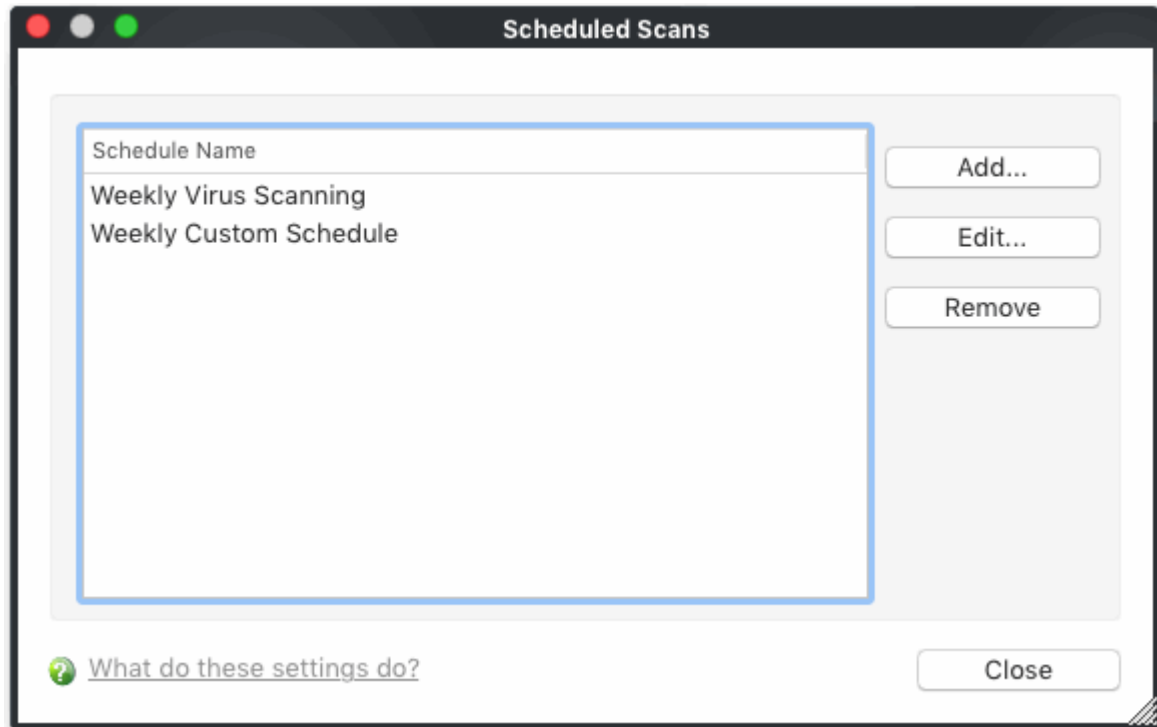 Scheduled Scans
Schedule Name
Weekly Virus Scanning
Weekly Custom Schedule
Add...
Edit...
Remove
What do these settings do?
Close